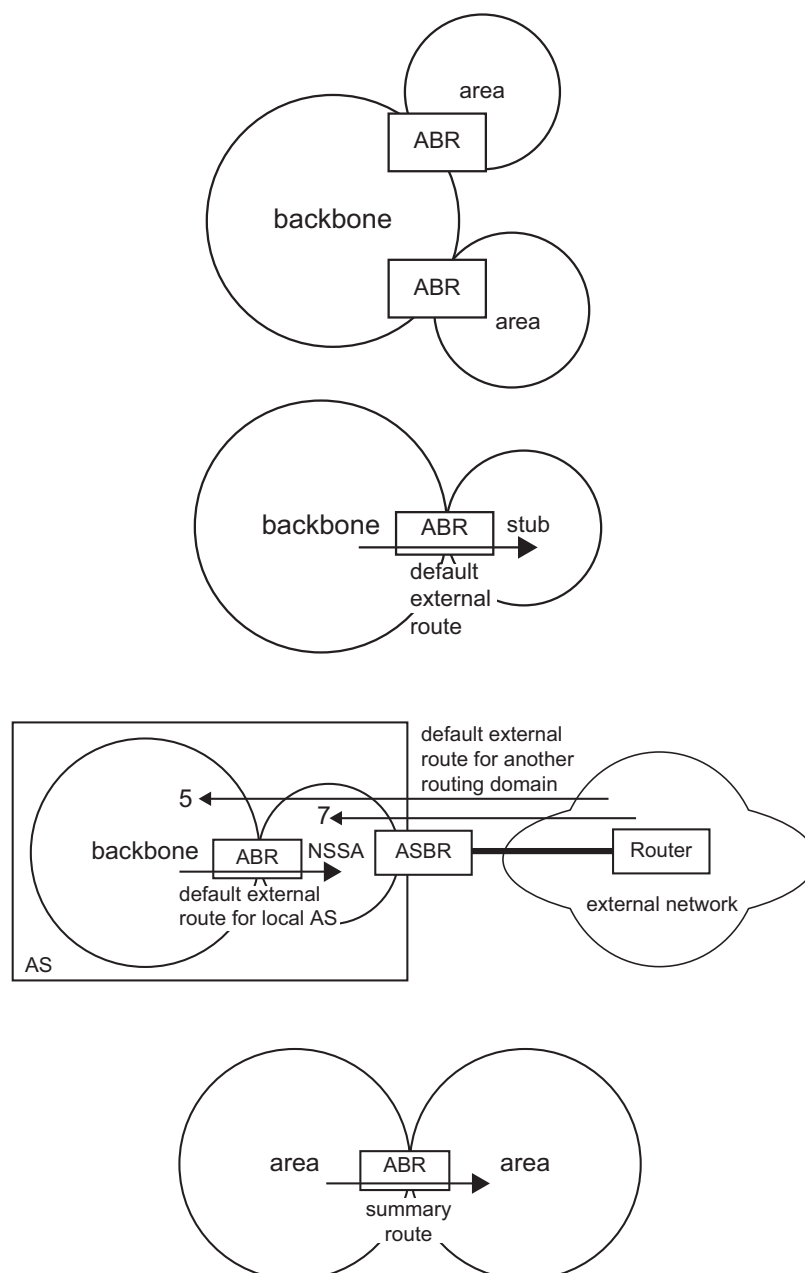 area
ABR
backbone
ABR
area
backbone
ABR
stub
default
external
route
default external
route for another
routing domain
5
7
backbone
ABR
NSSA
ASBR
Router
default external
route for local AS
external network
AS
area
ABR
area
summary
route